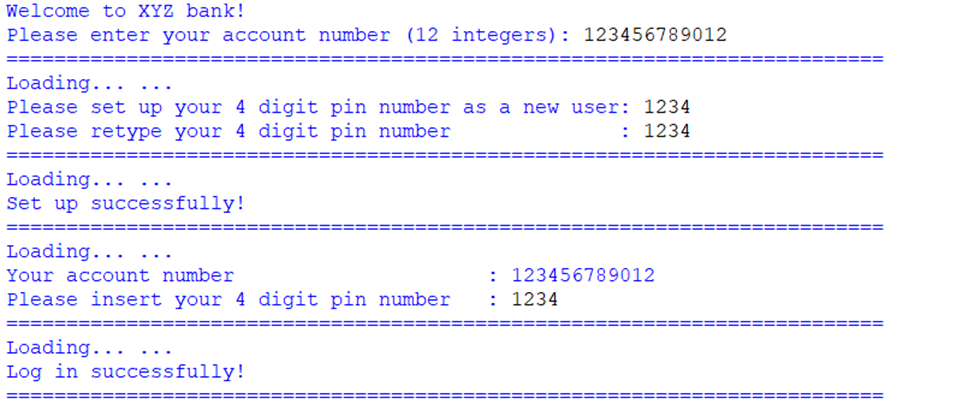 Welcome to XYZ bank!
Please enter your account number (12 integers): 123456789012
=========================================================================
Loading... ...
Please set up your 4 digit pin number as a new user: 1234
Please retype your 4 digit pin number              : 1234
=========================================================================
Loading... ...
Set up successfully!
=========================================================================
Loading... ...
Your account number                     : 123456789012
Please insert your 4 digit pin number   : 1234
=========================================================================
Loading... ...
Log in successfully!
=========================================================================